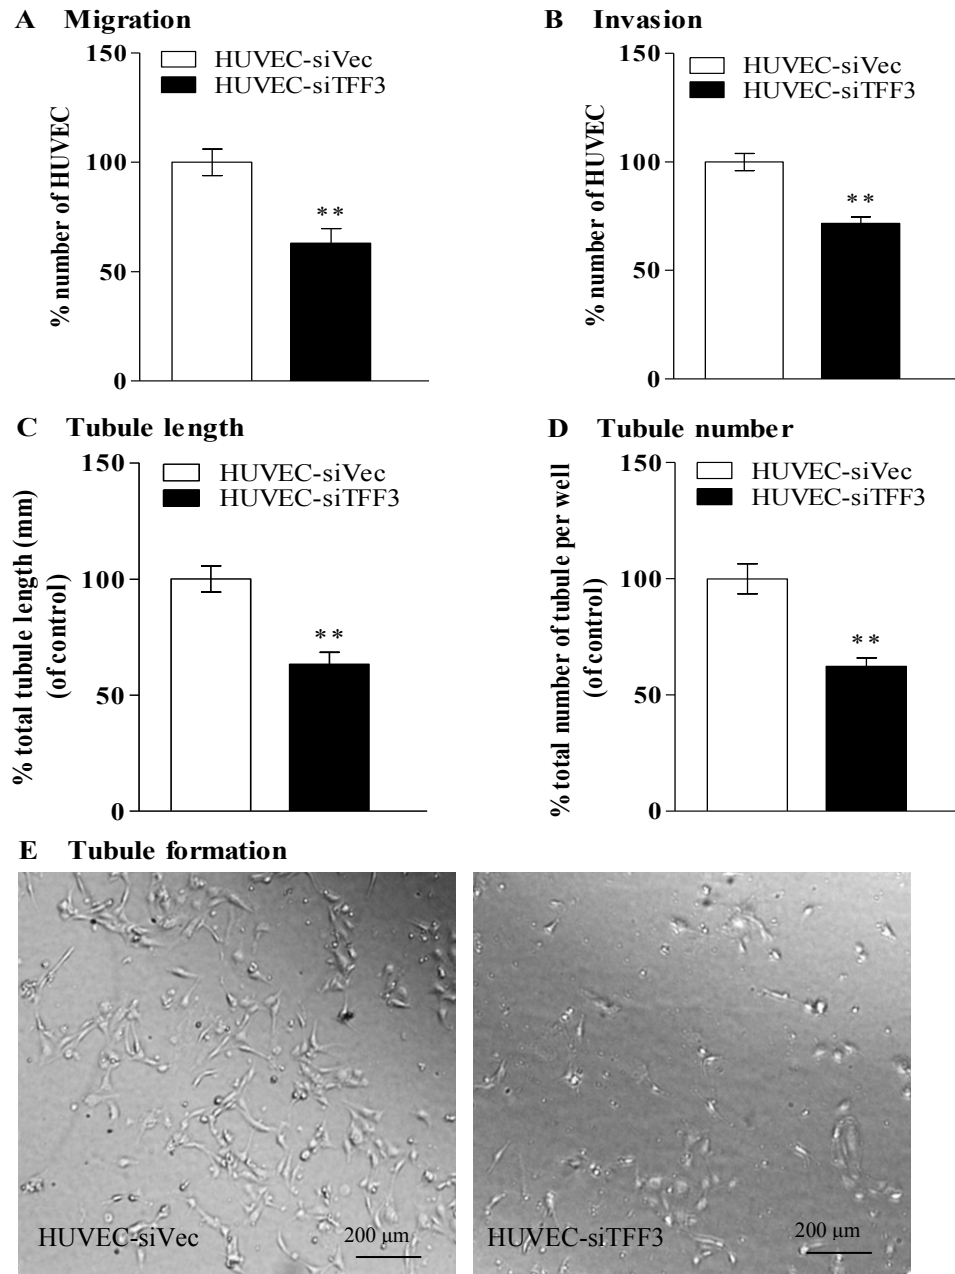 A Migration
150
100
50
0
% number of HUVEC
HUVEC-siVec
HUVEC-siTFF3
**
B Invasion
150
100
50
0
% number of HUVEC
HUVEC-siVec
HUVEC-siTFF3
**
C Tubule length
150
100
50
0
% total tubule length (mm)
(of control)
HUVEC-siVec
HUVEC-siTFF3
**
D Tubule number
150
100
50
0
% total number of tubule per well
(of control)
HUVEC-siVec
HUVEC-siTFF3
**
E Tubule formation
HUVEC-siVec
200 µm
HUVEC-siTFF3
200 µm